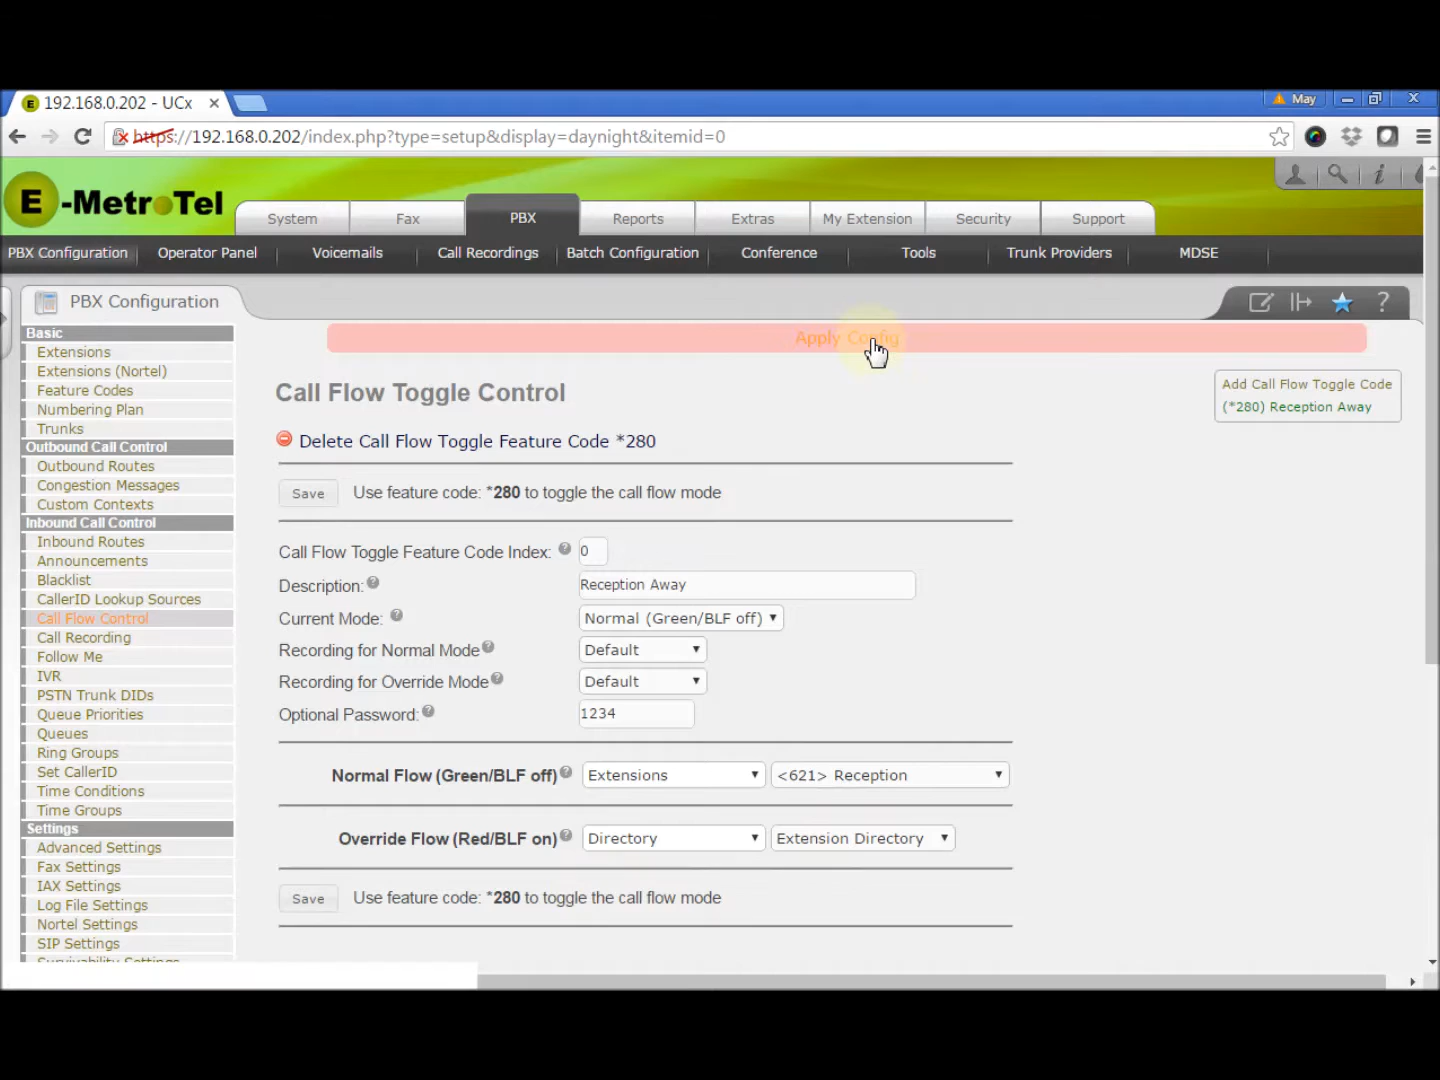 192.168.0.202 - UCx
May
https://192.168.0.202/index.php?type=setup&display=daynight&itemid=0
E-MetroTel
System
Fax
PBX
Reports
Extras
My Extension
Security
Support
PBX Configuration
Operator Panel
Voicemails
Call Recordings
Batch Configuration
Conference
Tools
Trunk Providers
MDSE
PBX Configuration
Basic
Extensions
Extensions (Nortel)
Feature Codes
Numbering Plan
Trunks
Outbound Call Control
Outbound Routes
Congestion Messages
Custom Contexts
Inbound Call Control
Inbound Routes
Announcements
Blacklist
CallerID Lookup Sources
Call Flow Control
Call Recording
Follow Me
IVR
PSTN Trunk DIDs
Queue Priorities
Queues
Ring Groups
Set CallerID
Time Conditions
Time Groups
Settings
Advanced Settings
Fax Settings
IAX Settings
Log File Settings
Nortel Settings
SIP Settings
Survivability Settings
Apply Config
Call Flow Toggle Control
Add Call Flow Toggle Code
(*280) Reception Away
Delete Call Flow Toggle Feature Code *280
Save Use feature code: *280 to toggle the call flow mode
Call Flow Toggle Feature Code Index: 0
Description: Reception Away
Current Mode: Normal (Green/BLF off)
Recording for Normal Mode Default
Recording for Override Mode Default
Optional Password: 1234
Normal Flow (Green/BLF off) Extensions <621> Reception
Override Flow (Red/BLF on) Directory Extension Directory
Save Use feature code: *280 to toggle the call flow mode